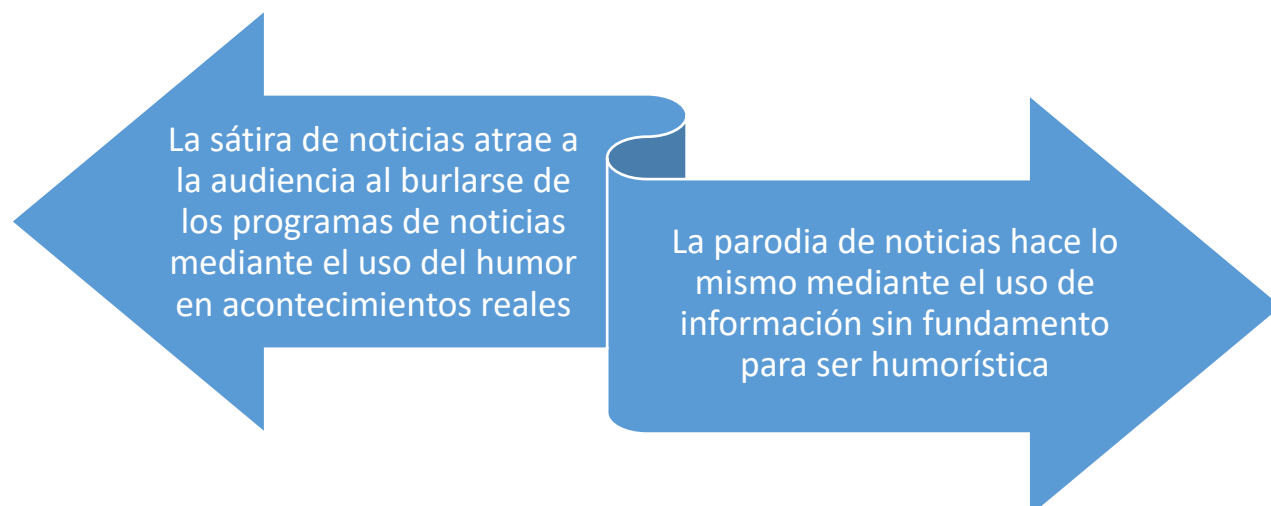 La sátira de noticias atrae a
la audiencia al burlarse de
los programas de noticias
mediante el uso del humor
en acontecimientos reales
La parodia de noticias hace lo
mismo mediante el uso de
información sin fundamento
para ser humorística